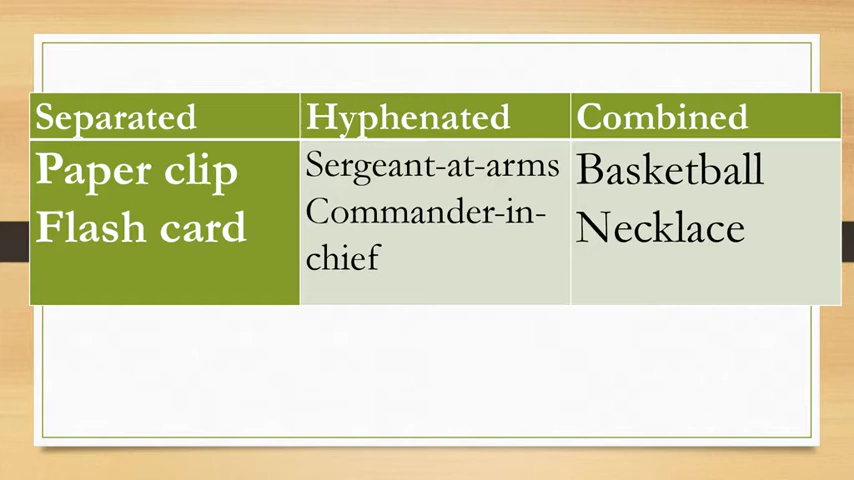 Separated
Hyphenated
Combined
Paper clip
Flash card
Sergeant-at-arms
Commander-in-
chief
Basketball
Necklace